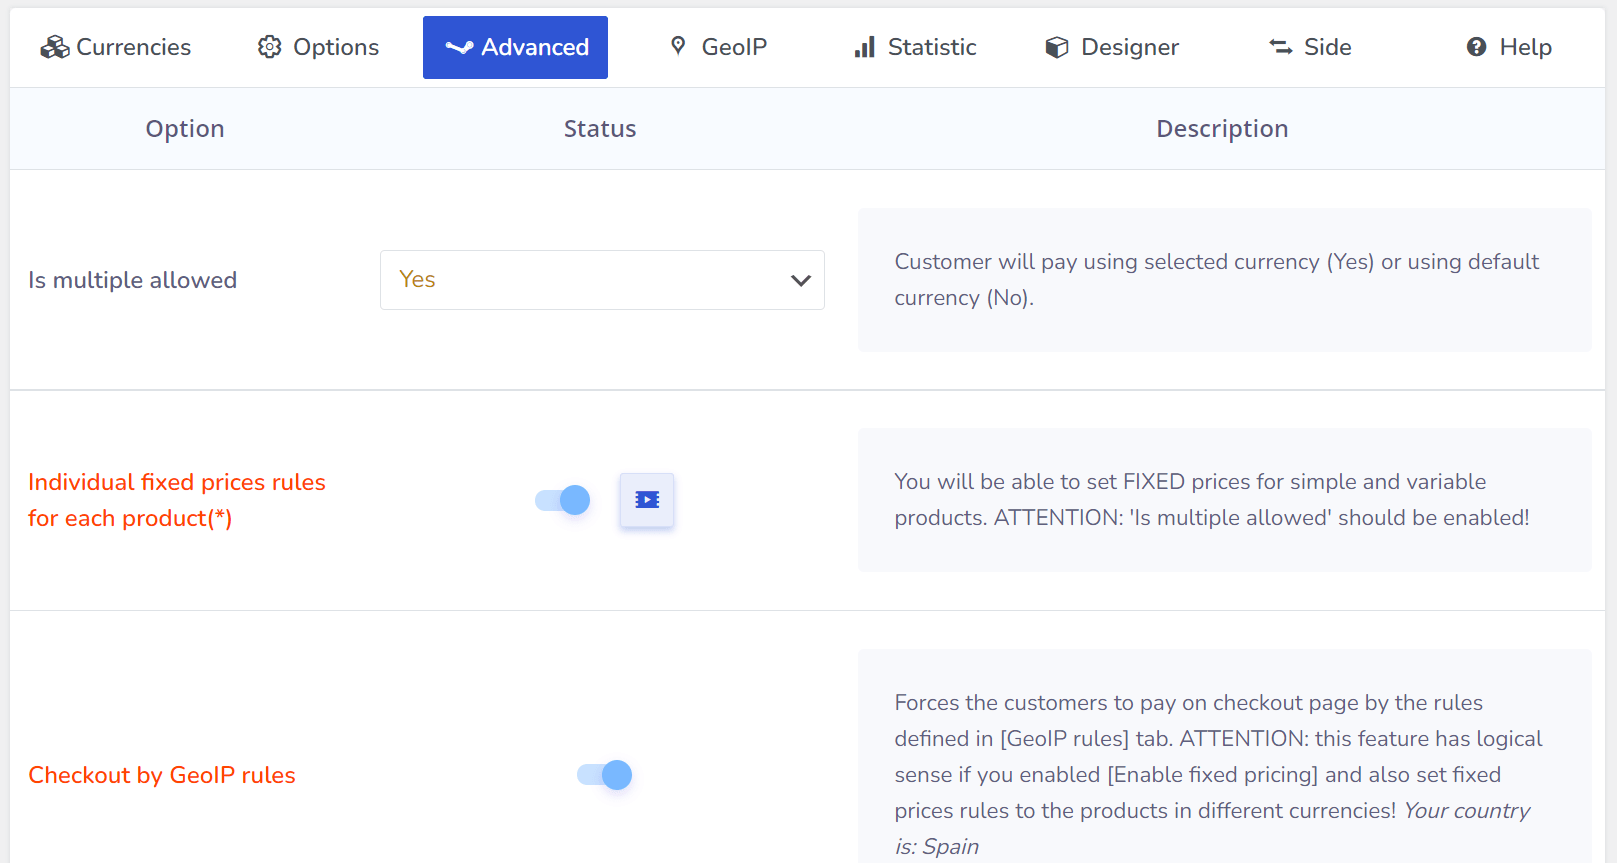 Currencies Options Advanced GeoIP Statistic Designer Side Help
Option Status Description
Is multiple allowed
Yes
Customer will pay using selected currency (Yes) or using default
currency (No).
Individual fixed prices rules
for each product(*)
You will be able to set FIXED prices for simple and variable
products. ATTENTION: 'Is multiple allowed' should be enabled!
Checkout by GeoIP rules
Forces the customers to pay on checkout page by the rules
defined in [GeoIP rules] tab. ATTENTION: this feature has logical
sense if you enabled [Enable fixed pricing] and also set fixed
prices rules to the products in different currencies! Your country
is: Spain